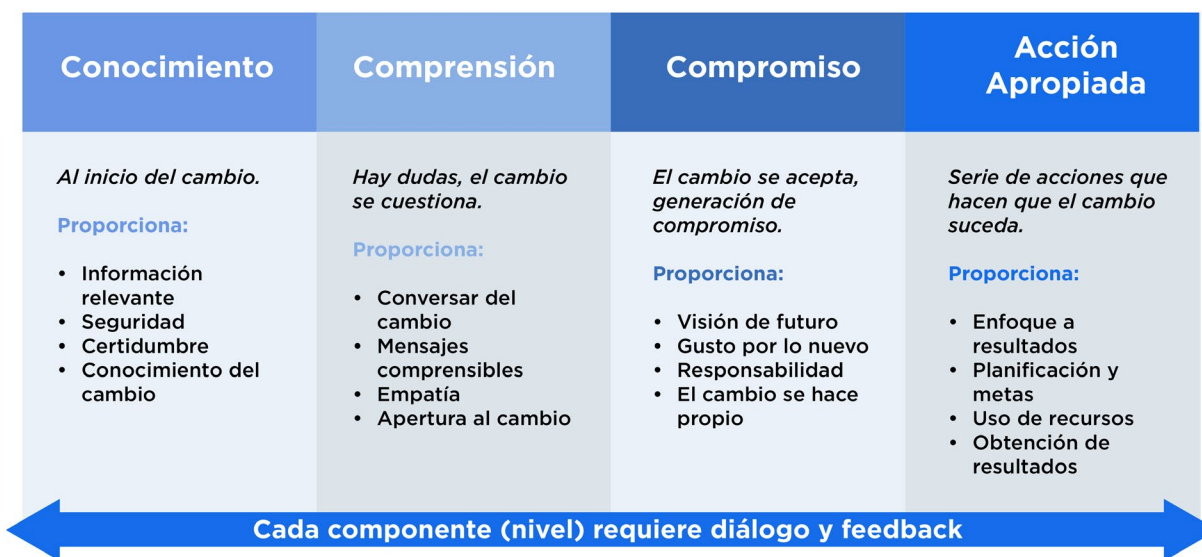 Conocimiento
Al inicio del cambio.
Proporciona:
• Información
relevante
• Seguridad
• Certidumbre
• Conocimiento del
cambio
Comprensión
Hay dudas, el cambio
se cuestiona.
Proporciona:
• Conversar del
cambio
• Mensajes
comprensibles
• Empatía
• Apertura al cambio
Compromiso
El cambio se acepta,
generación de
compromiso.
Proporciona:
• Visión de futuro
• Gusto por lo nuevo
• Responsabilidad
• El cambio se hace
propio
Acción
Apropiada
Serie de acciones que
hacen que el cambio
suceda.
Proporciona:
• Enfoque a
resultados
• Planificación y
metas
• Uso de recursos
• Obtención de
resultados
Cada componente (nivel) requiere diálogo y feedback